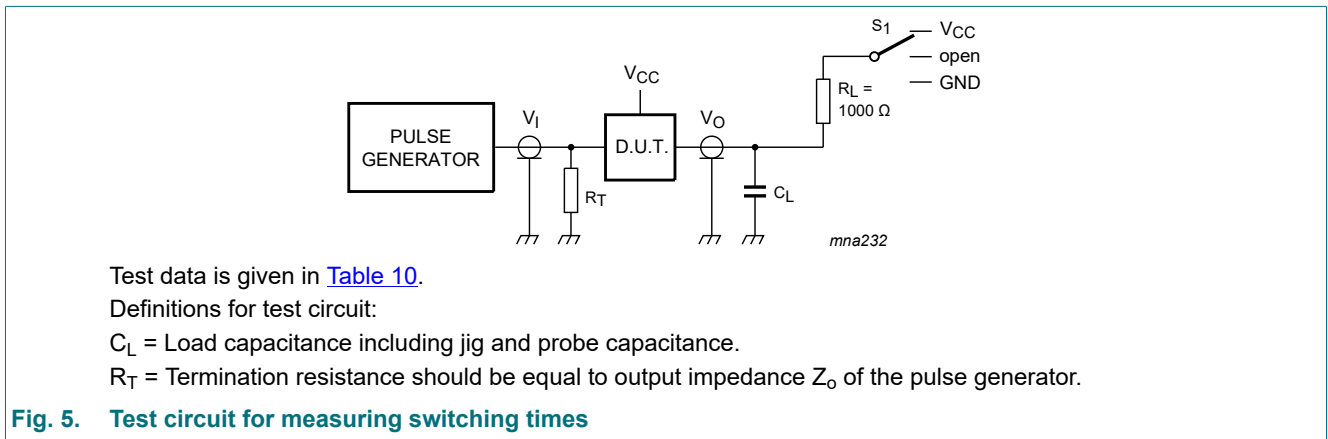 S1
VCC
open
GND
RL =
1000 Ω
VCC
VI
VO
PULSE
GENERATOR
D.U.T.
RT
CL
mna232
Test data is given in Table 10.
Definitions for test circuit:
CL = Load capacitance including jig and probe capacitance.
RT = Termination resistance should be equal to output impedance Zo of the pulse generator.
Fig. 5. Test circuit for measuring switching times